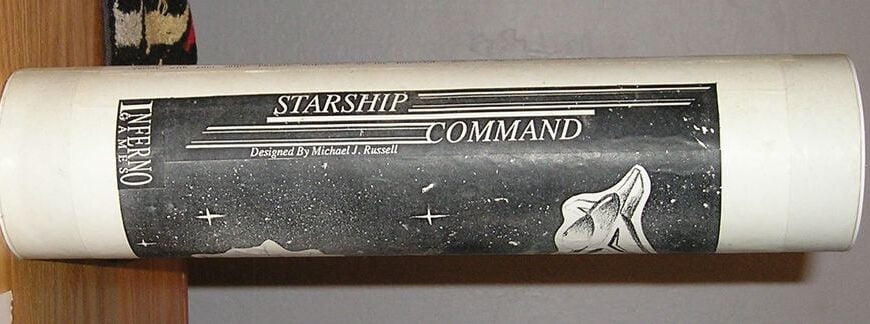 INFERNO
GAMES
STARSHIP
COMMAND
Designed By Michael J. Russell